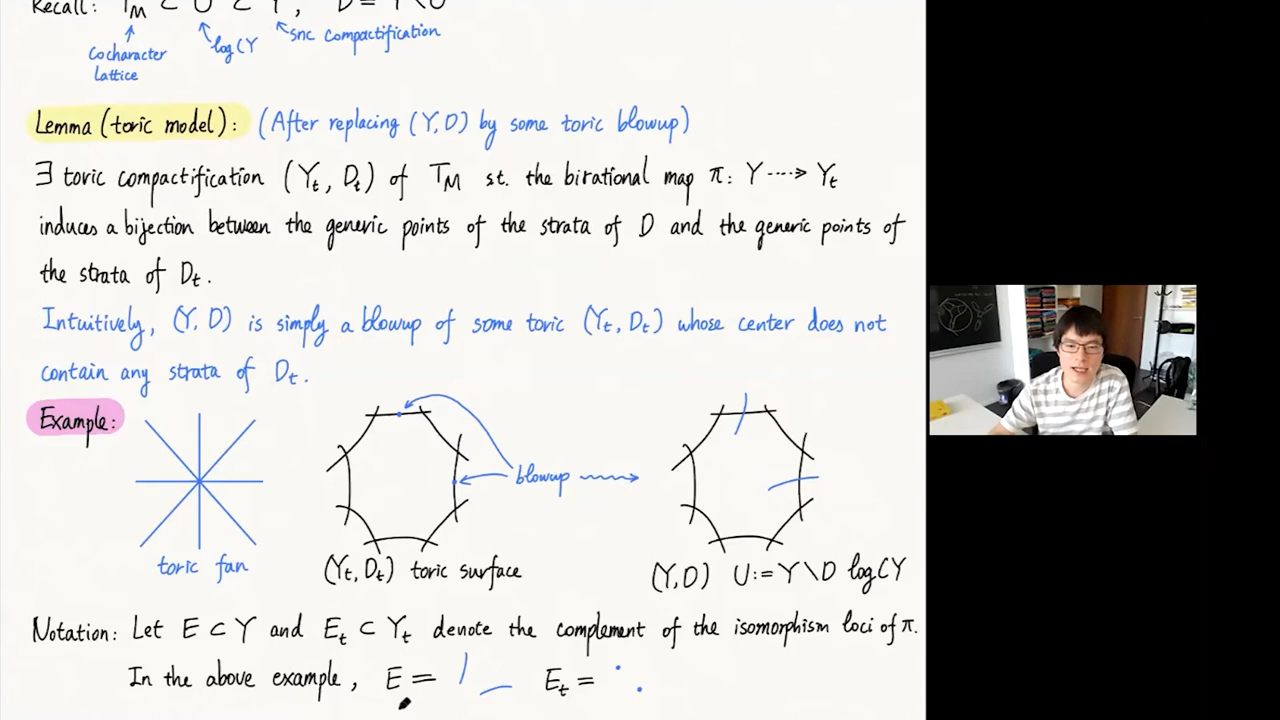 Recall: T_M ⊂ U ⊂ Y, D = Y \ U
Cocharacter lattice
log CY
snc compactification
Lemma (toric model): (After replacing (Y, D) by some toric blowup)
∃ toric compactification (Y_t, D_t) of T_M st. the birational map π: Y ⇢ Y_t
induces a bijection between the generic points of the strata of D and the generic points of
the strata of D_t.
Intuitively, (Y, D) is simply a blowup of some toric (Y_t, D_t) whose center does not
contain any strata of D_t.
Example:
blowup
toric fan
(Y_t, D_t) toric surface
(Y, D) U := Y \ D log CY
Notation: Let E ⊂ Y and E_t ⊂ Y_t denote the complement of the isomorphism loci of π.
In the above example, E = E_t =